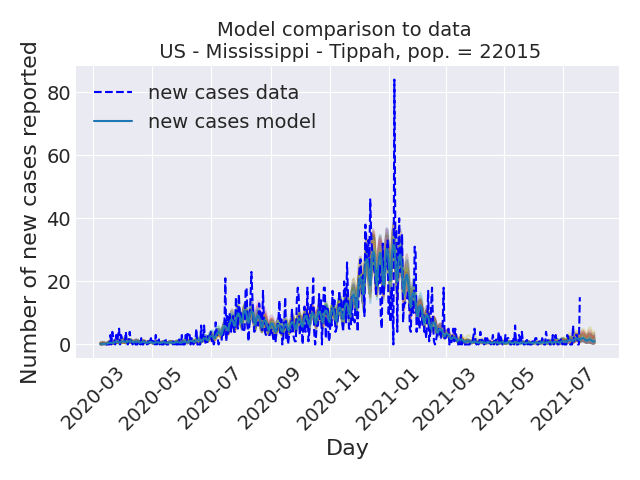 Model comparison to data
US - Mississippi - Tippah, pop. = 22015
Number of new cases reported
80
60
40
20
0
new cases data
new cases model
2020-03
2020-05
2020-07
2020-09
2020-11
2021-01
2021-03
2021-05
2021-07
Day